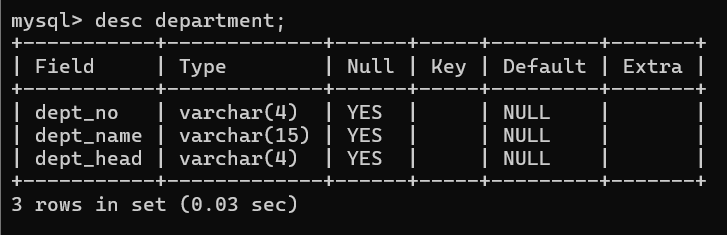 mysql> desc department;
+-----------+-------------+------+-----+---------+-------+
| Field     | Type        | Null | Key | Default | Extra |
+-----------+-------------+------+-----+---------+-------+
| dept_no   | varchar(4)  | YES  |     | NULL    |       |
| dept_name | varchar(15) | YES  |     | NULL    |       |
| dept_head | varchar(4)  | YES  |     | NULL    |       |
+-----------+-------------+------+-----+---------+-------+
3 rows in set (0.03 sec)